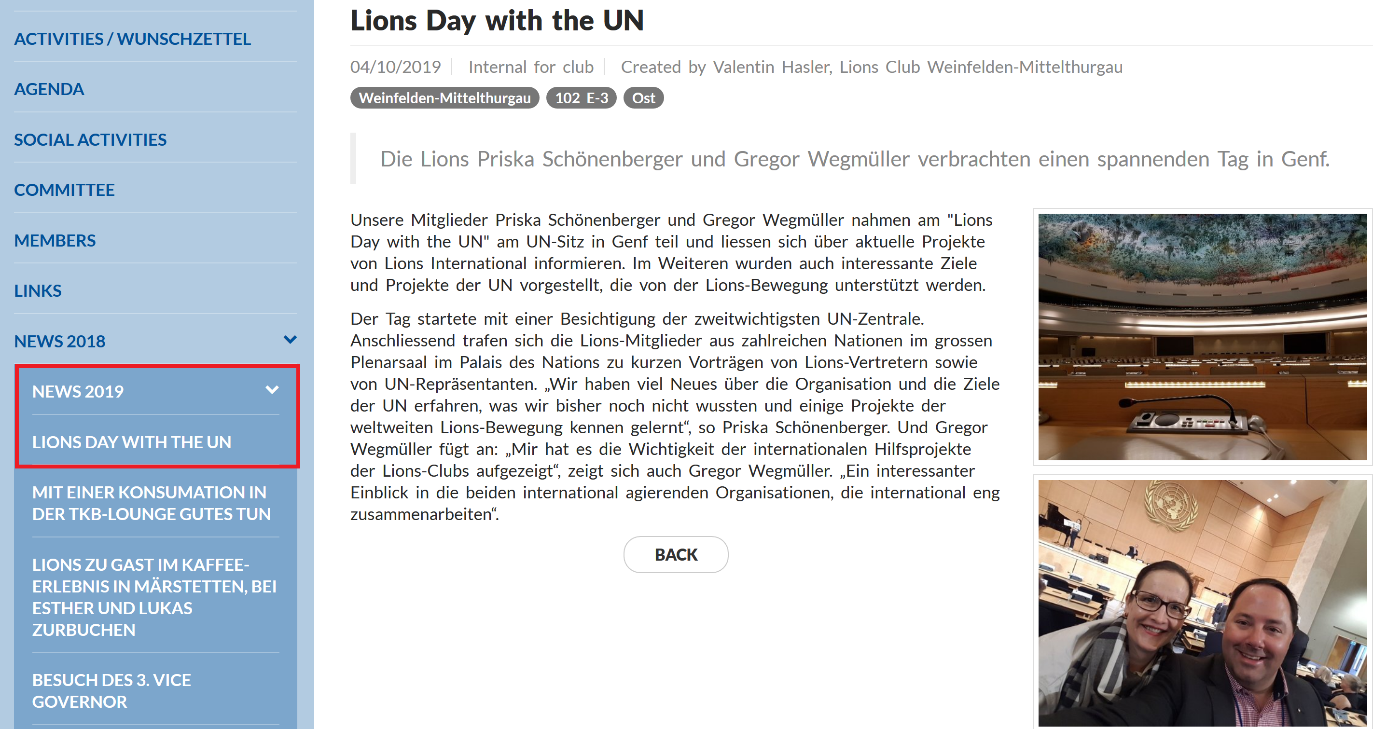 ACTIVITIES / WUNSCHZETTEL
AGENDA
SOCIAL ACTIVITIES
COMMITTEE
MEMBERS
LINKS
NEWS 2018
NEWS 2019
LIONS DAY WITH THE UN
MIT EINER KONSUMATION IN
DER TKB-LOUNGE GUTES TUN
LIONS ZU GAST IM KAFFEE-
ERLEBNIS IN MÄRSTETTEN, BEI
ESTHER UND LUKAS
ZURBUCHEN
BESUCH DES 3. VICE
GOVERNOR
Lions Day with the UN
04/10/2019 Internal for club Created by Valentin Hasler, Lions Club Weinfelden-Mittelthurgau
Weinfelden-Mittelthurgau 102 E-3 Ost
Die Lions Priska Schönenberger und Gregor Wegmüller verbrachten einen spannenden Tag in Genf.
Unsere Mitglieder Priska Schönenberger und Gregor Wegmüller nahmen am "Lions
Day with the UN" am UN-Sitz in Genf teil und liessen sich über aktuelle Projekte
von Lions International informieren. Im Weiteren wurden auch interessante Ziele
und Projekte der UN vorgestellt, die von der Lions-Bewegung unterstützt werden.
Der Tag startete mit einer Besichtigung der zweitwichtigsten UN-Zentrale.
Anschliessend trafen sich die Lions-Mitglieder aus zahlreichen Nationen im grossen
Plenarsaal im Palais des Nations zu kurzen Vorträgen von Lions-Vertretern sowie
von UN-Repräsentanten. „Wir haben viel Neues über die Organisation und die Ziele
der UN erfahren, was wir bisher noch nicht wussten und einige Projekte der
weltweiten Lions-Bewegung kennen gelernt“, so Priska Schönenberger. Und Gregor
Wegmüller fügt an: „Mir hat es die Wichtigkeit der internationalen Hilfsprojekte
der Lions-Clubs aufgezeigt“, zeigt sich auch Gregor Wegmüller. „Ein interessanter
Einblick in die beiden international agierenden Organisationen, die international eng
zusammenarbeiten“.
BACK